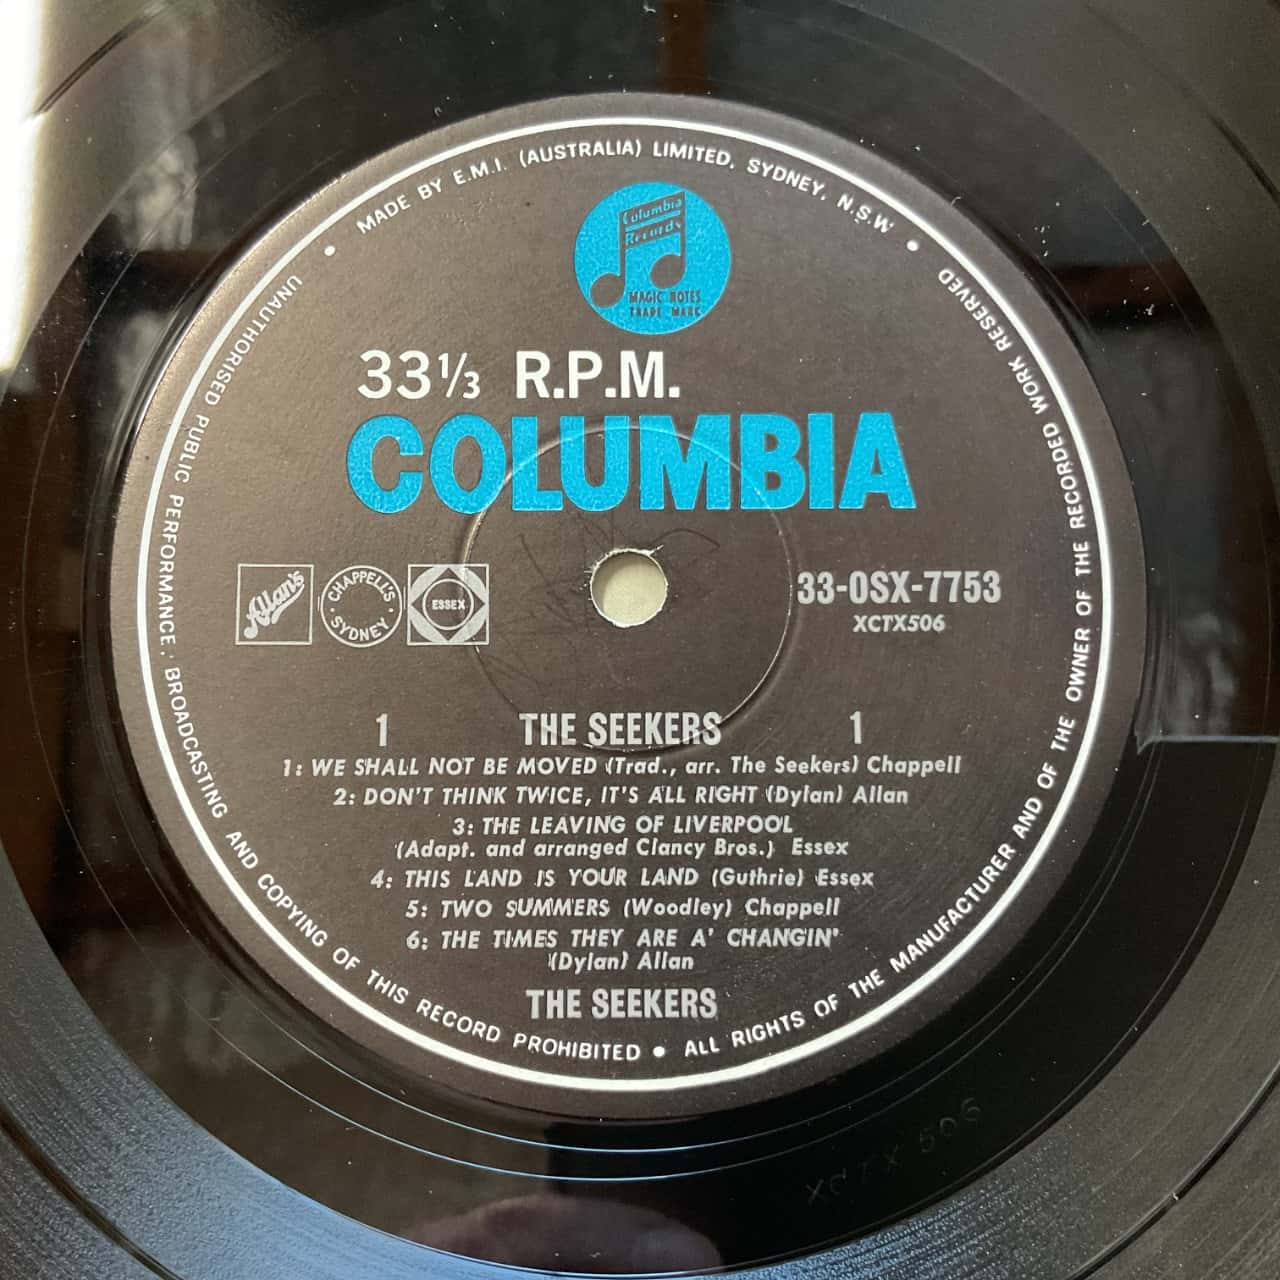 MADE BY E.M.I. (AUSTRALIA) LIMITED. SYDNEY, N.S.W.
Columbia
Records
MAGIC NOTES
TRADE MARK
33⅓ R.P.M.
COLUMBIA
Allan's
CHAPPELL'S
SYDNEY
ESSEX
33-OSX-7753
XCTX506
1 THE SEEKERS 1
1: WE SHALL NOT BE MOVED (Trad., arr. The Seekers) Chappell
2: DON'T THINK TWICE, IT'S ALL RIGHT (Dylan) Allan
3: THE LEAVING OF LIVERPOOL
(Adapt. and arranged Clancy Bros.) Essex
4: THIS LAND IS YOUR LAND (Guthrie) Essex
5: TWO SUMMERS (Woodley) Chappell
6: THE TIMES THEY ARE A' CHANGIN'
(Dylan) Allan
THE SEEKERS
UNAUTHORISED PUBLIC PERFORMANCE, BROADCASTING AND COPYING OF THIS RECORD PROHIBITED • ALL RIGHTS OF THE MANUFACTURER AND OF THE OWNER OF THE RECORDED WORK RESERVED
XCTX 506